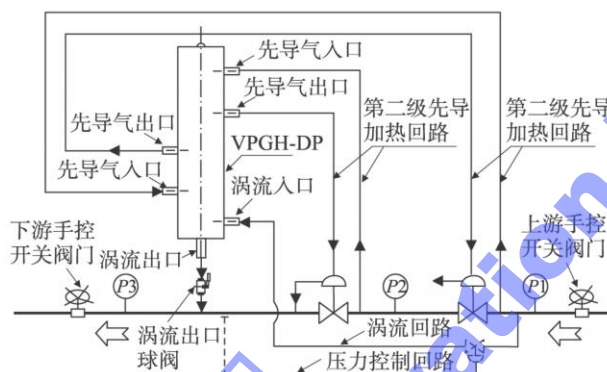 先导气入口
先导气出口
先导气出口
VPGH-DP
先导气入口
涡流入口
第二级先导
加热回路
第二级先导
加热回路
下游手控
开关阀门
涡流出口
上游手控
开关阀门
P3
P2
P1
涡流出口
球阀
涡流回路
压力控制回路